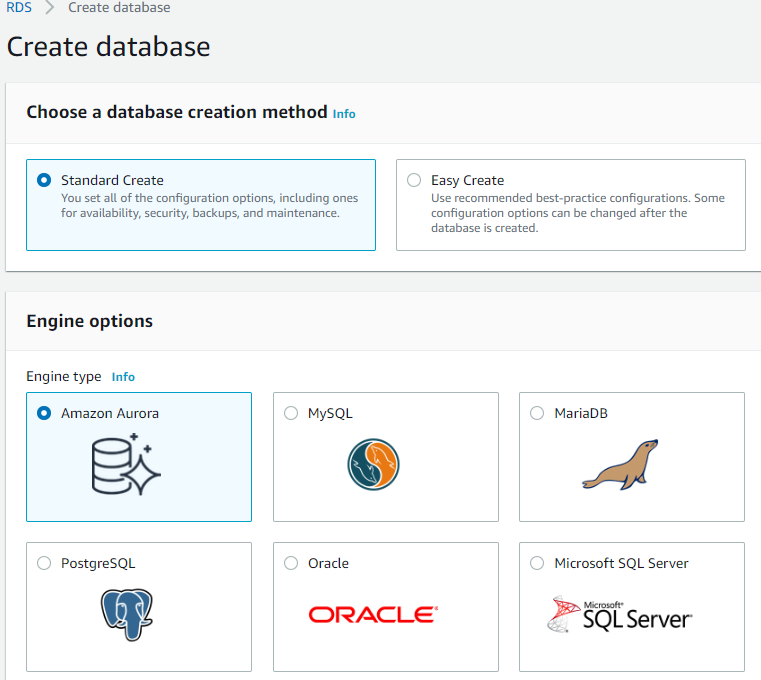 RDS > Create database
Create database
Choose a database creation method Info
Standard Create
You set all of the configuration options, including ones
for availability, security, backups, and maintenance.
Easy Create
Use recommended best-practice configurations. Some
configuration options can be changed after the
database is created.
Engine options
Engine type Info
Amazon Aurora
MySQL
MariaDB
PostgreSQL
Oracle
ORACLE®
Microsoft SQL Server
Microsoft®
SQL Server®